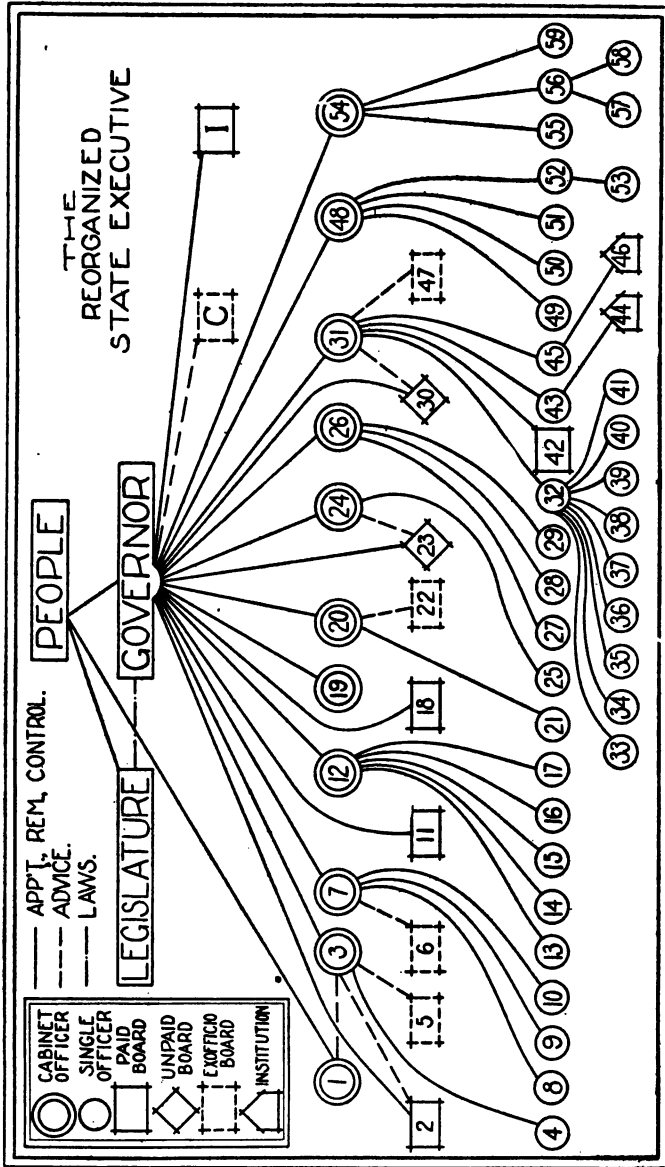 THE
REORGANIZED
STATE EXECUTIVE
PEOPLE
APP'T., REM., CONTROL.
ADVICE.
LAWS.
LEGISLATURE
GOVERNOR
CABINET
OFFICER
SINGLE
OFFICER
PAID
BOARD
UNPAID
BOARD
EXOFFICIO
BOARD
INSTITUTION
C
I
1
3
7
12
19
20
24
26
31
48
54
2
5
6
11
18
22
23
30
47
4
8
9
10
13
14
15
16
17
21
25
27
28
29
32
42
43
45
49
50
51
52
55
56
59
33
34
35
36
37
38
39
40
41
44
46
53
57
58